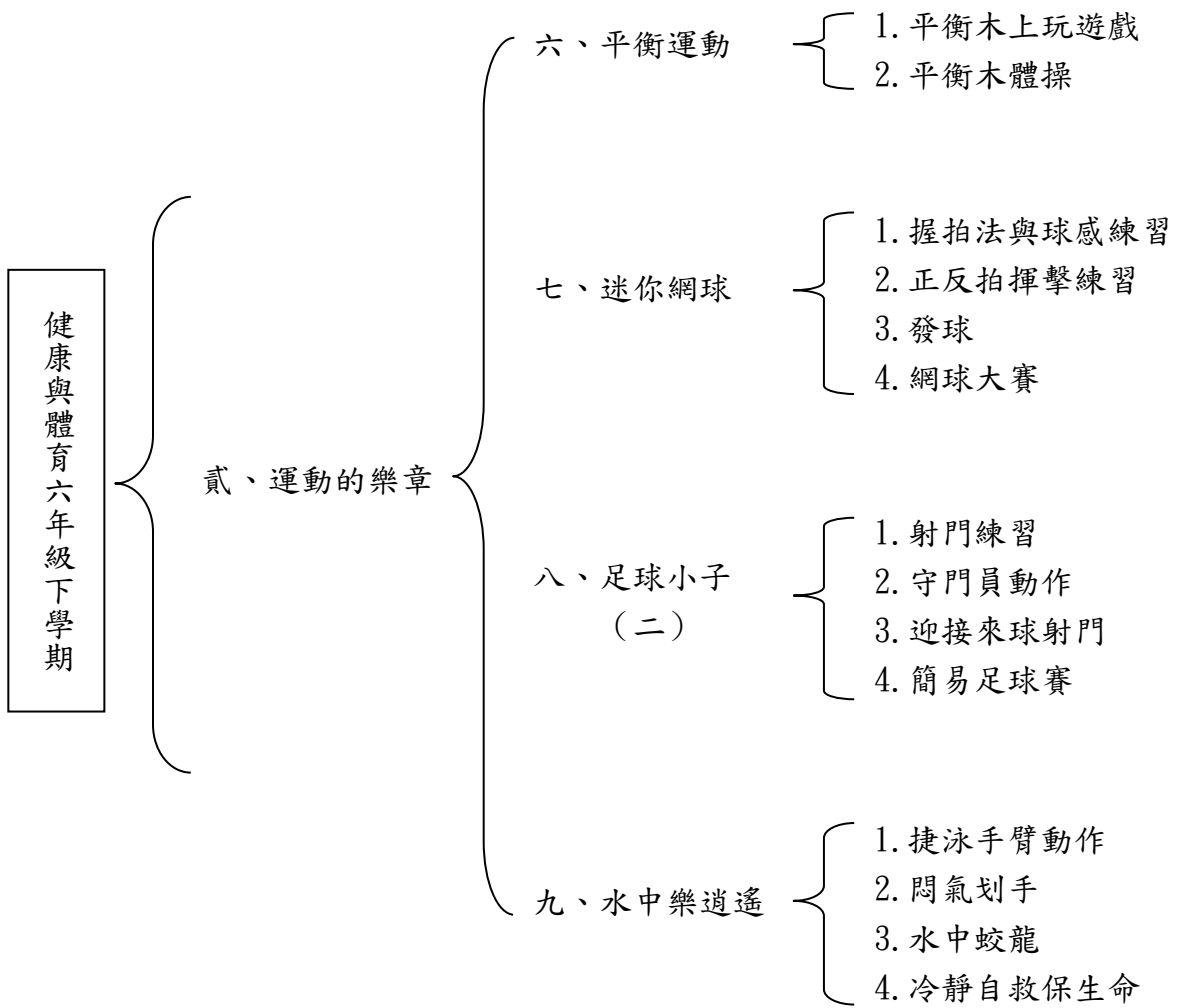 健康與體育六年級下學期
貳、運動的樂章
六、平衡運動
1.平衡木上玩遊戲
2.平衡木體操
七、迷你網球
1.握拍法與球感練習
2.正反拍揮擊練習
3.發球
4.網球大賽
八、足球小子
（二）
1.射門練習
2.守門員動作
3.迎接來球射門
4.簡易足球賽
九、水中樂逍遙
1.捷泳手臂動作
2.悶氣划手
3.水中蛟龍
4.冷靜自救保生命